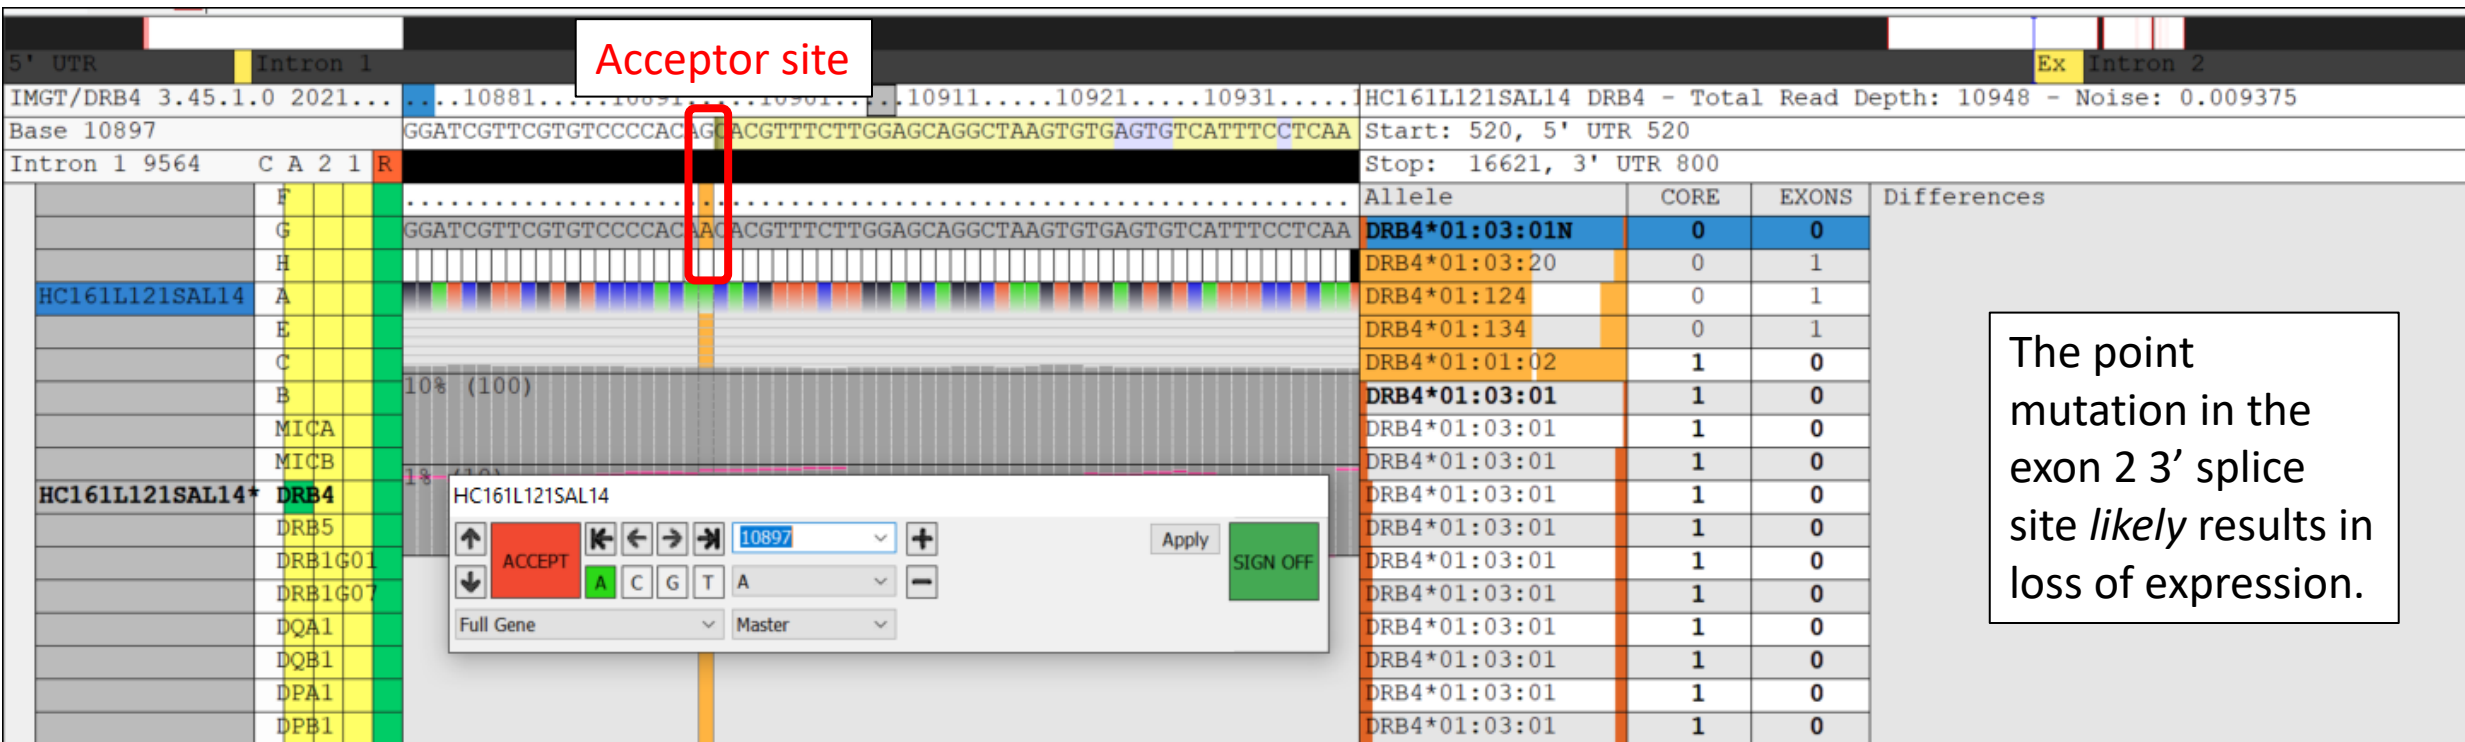 Acceptor site
5' UTR Intron 1 Ex Intron 2
IMGT/DRB4 3.45.1.0 2021... ....10881.....10891.....10901.....10911.....10921.....10931.....1 HC161L121SAL14 DRB4 - Total Read Depth: 10948 - Noise: 0.009375
Base 10897 GGATCGTTCGTGTCCCCACAGCACGTTTCTTGGAGCAGGCTAAGTGTGAGTGTCATTTCCTCAA Start: 520, 5' UTR 520
Intron 1 9564 C A 2 1 R Stop: 16621, 3' UTR 800
F Allele CORE EXONS Differences
G GGATCGTTCGTGTCCCCACAACACGTTTCTTGGAGCAGGCTAAGTGTGAGTGTCATTTCCTCAA DRB4*01:03:01N 0 0
H DRB4*01:03:20 0 1
HC161L121SAL14 A DRB4*01:124 0 1
E DRB4*01:134 0 1
C DRB4*01:01:02 1 0
B 10% (100) DRB4*01:03:01 1 0
MICA DRB4*01:03:01 1 0
MICB 1% (10) DRB4*01:03:01 1 0
HC161L121SAL14* DRB4 DRB4*01:03:01 1 0
DRB5 DRB4*01:03:01 1 0
DRB1G01 DRB4*01:03:01 1 0
DRB1G07 DRB4*01:03:01 1 0
DQA1 DRB4*01:03:01 1 0
DQB1 DRB4*01:03:01 1 0
DPA1 DRB4*01:03:01 1 0
DPB1 DRB4*01:03:01 1 0
HC161L121SAL14
ACCEPT 10897 Apply SIGN OFF
A C G T A
Full Gene Master
The point
mutation in the
exon 2 3’ splice
site likely results in
loss of expression.